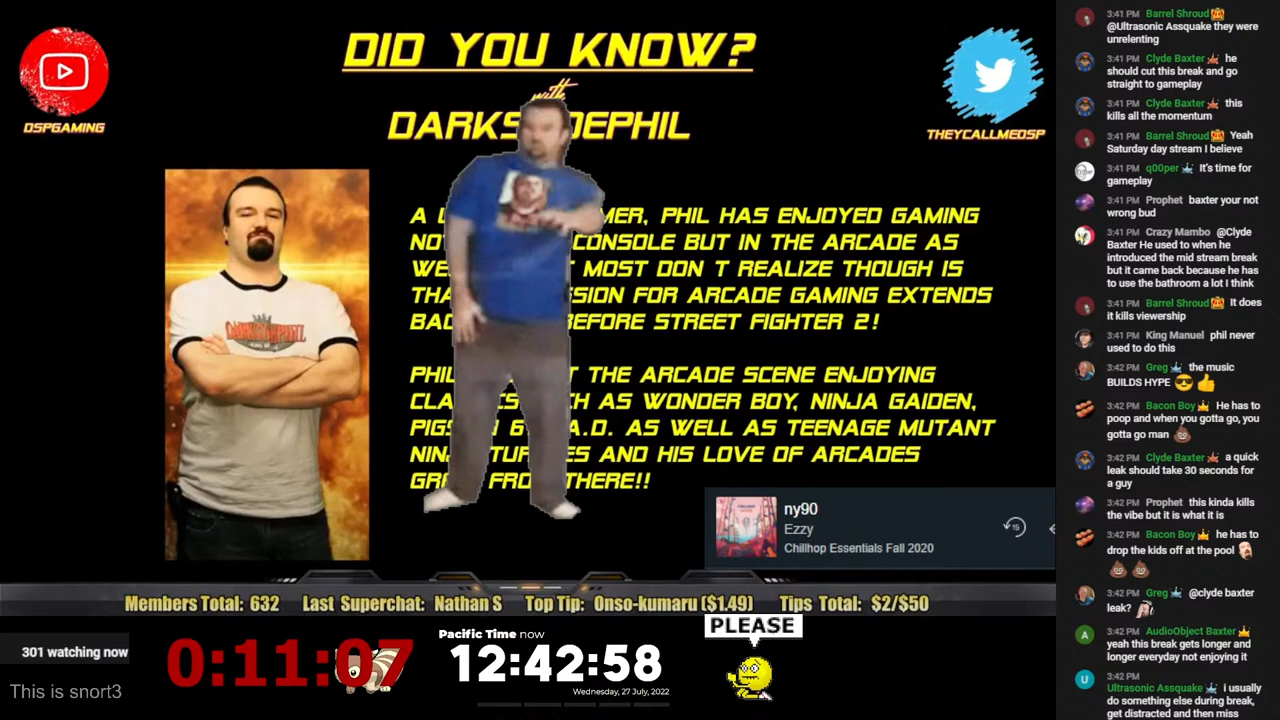 DID YOU KNOW?
with
DARKS DEPHIL
DSPGAMING
THEYCALLMEDSP
A L MER, PHIL HAS ENJOYED GAMING
NO CONSOLE BUT IN THE ARCADE AS
WE MOST DON T REALIZE THOUGH IS
THA SSION FOR ARCADE GAMING EXTENDS
BAC BEFORE STREET FIGHTER 2!
PHIL T THE ARCADE SCENE ENJOYING
CLA H AS WONDER BOY, NINJA GAIDEN,
PIGS 6 A.D. AS WELL AS TEENAGE MUTANT
NIN TUR ES AND HIS LOVE OF ARCADES
GR FRO THERE!!
ny90
Ezzy
Chillhop Essentials Fall 2020
15
Members Total: 632 Last Superchat: Nathan S Top Tip: Onso-kumaru ($1.49) Tips Total: $2/$50
301 watching now
This is snort3
0:11:07
Pacific Time now
12:42:58
Wednesday, 27 July, 2022
PLEASE
3:41 PM Barrel Shroud
@Ultrasonic Assquake they were
unrelenting
3:41 PM Clyde Baxter he
should cut this break and go
straight to gameplay
3:41 PM Clyde Baxter this
kills all the momentum
3:41 PM Barrel Shroud Yeah
Saturday day stream I believe
3:41 PM q00per It's time for
gameplay
3:41 PM Prophet baxter your not
wrong bud
3:41 PM Crazy Mambo @Clyde
Baxter He used to when he
introduced the mid stream break
but it came back because he has
to use the bathroom a lot I think
3:41 PM Barrel Shroud It does
it kills viewership
3:41 PM King Manuel phil never
used to do this
3:42 PM Greg the music
BUILDS HYPE 😎👍
3:42 PM Bacon Boy He has to
poop and when you gotta go, you
gotta go man 💩
3:42 PM Clyde Baxter a quick
leak should take 30 seconds for
a guy
3:42 PM Prophet this kinda kills
the vibe but it is what it is
3:42 PM Bacon Boy he has to
drop the kids off at the pool
💩💩
3:42 PM Greg @clyde baxter
leak?
A 3:42 PM AudioObject Baxter
yeah this break gets longer and
longer everyday not enjoying it
U 3:42 PM
Ultrasonic Assquake i usually
do something else during break,
get distracted and then miss